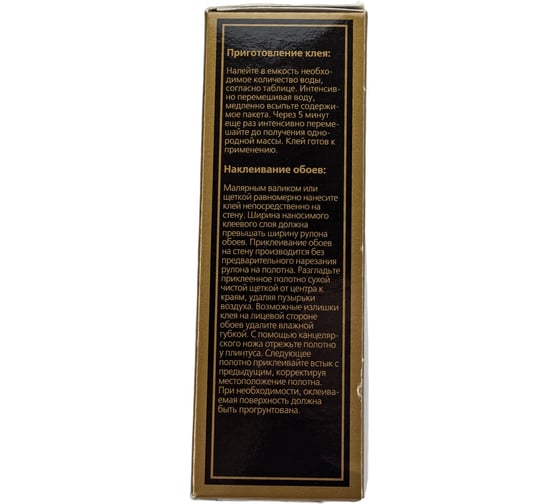 Приготовление клея:
Налейте в емкость необхо-
димое количество воды,
согласно таблице. Интенсив-
но перемешивая воду,
медленно всыпьте содержи-
мое пакета. Через 5 минут
еще раз интенсивно переме-
шайте до получения одно-
родной массы. Клей готов к
применению.
Наклеивание обоев:
Малярным валиком или
щеткой равномерно нанесите
клей непосредственно на
стену. Ширина наносимого
клеевого слоя должна
превышать ширину рулона
обоев. Приклеивание обоев
на стену производится без
предварительного нарезания
рулона на полотна. Разгладьте
приклеенное полотно сухой
чистой щеткой от центра к
краям, удаляя пузырьки
воздуха. Возможные излишки
клея на лицевой стороне
обоев удалите влажной
губкой. С помощью канцеляр-
ского ножа отрежьте полотно
у плинтуса. Следующее
полотно приклеивайте встык с
предыдущим, корректируя
местоположение полотна.
При необходимости, оклеива-
емая поверхность должна
быть прогрунтована.